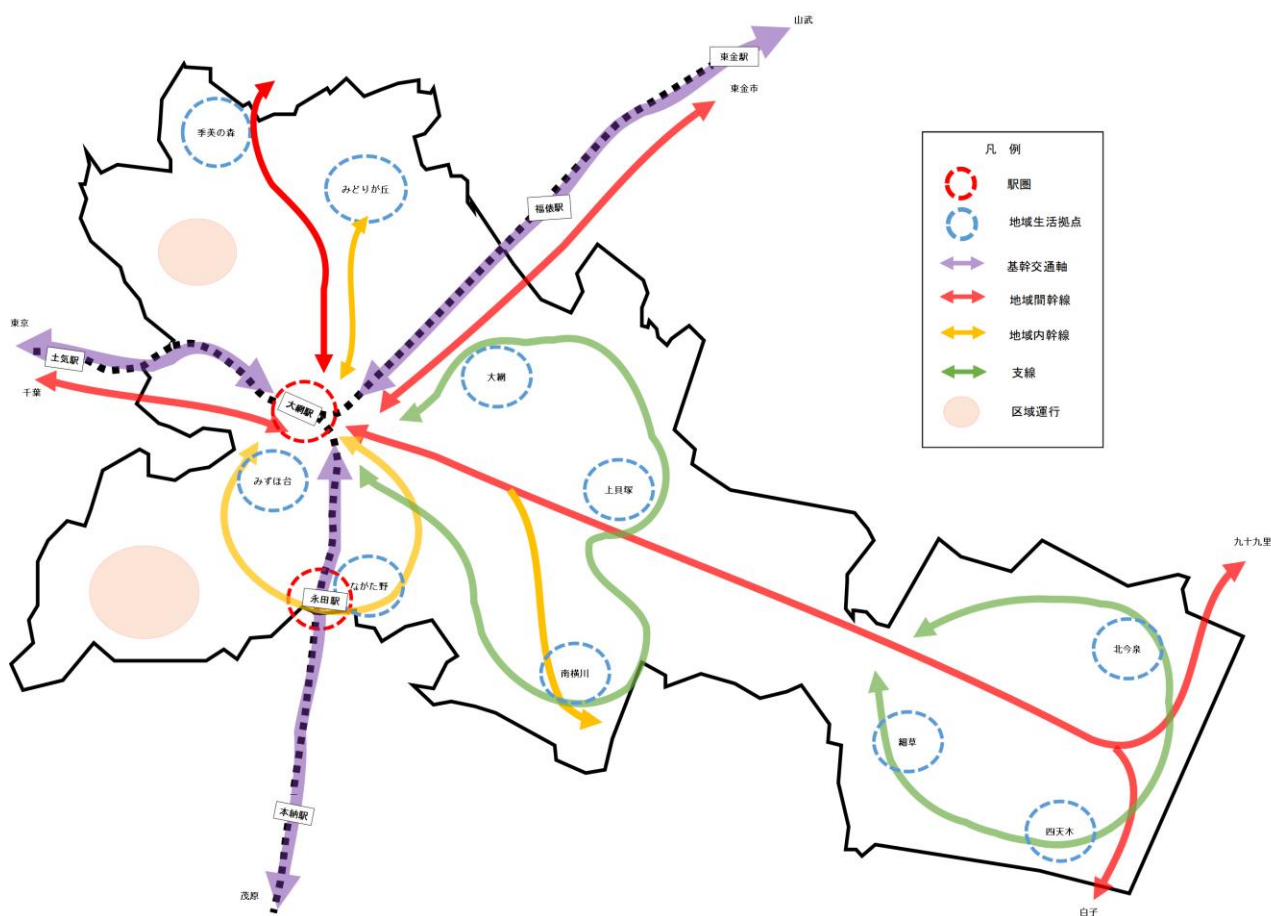 山武
東金駅
東金市
季美の森
みどりが丘
福俵駅
凡 例
駅圏
地域生活拠点
基幹交通軸
地域間幹線
地域内幹線
支線
区域運行
東京
土気駅
千葉
大網駅
大網
みずほ台
上貝塚
九十九里
ながた野
永田駅
南横川
北今泉
細草
四天木
本納駅
茂原
白子